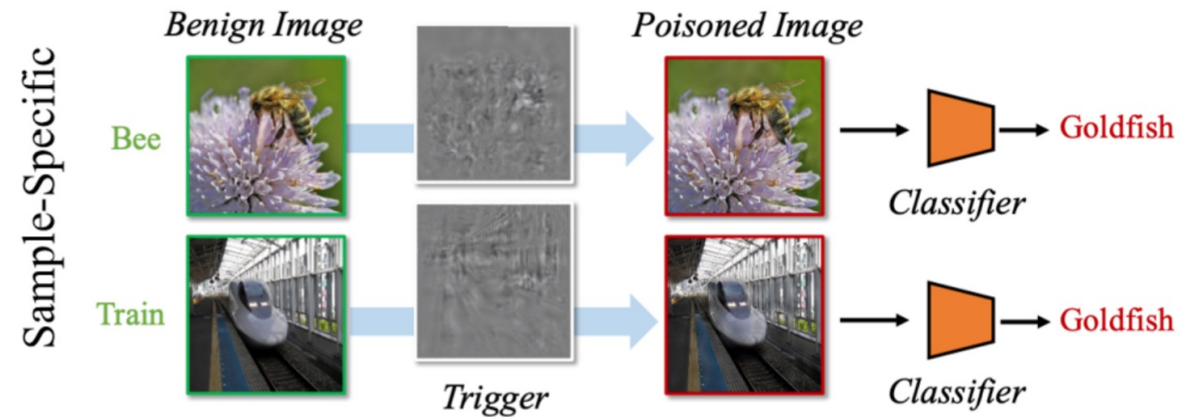 Sample-Specific
Benign Image
Poisoned Image
Bee
Goldfish
Classifier
Train
Goldfish
Trigger
Classifier